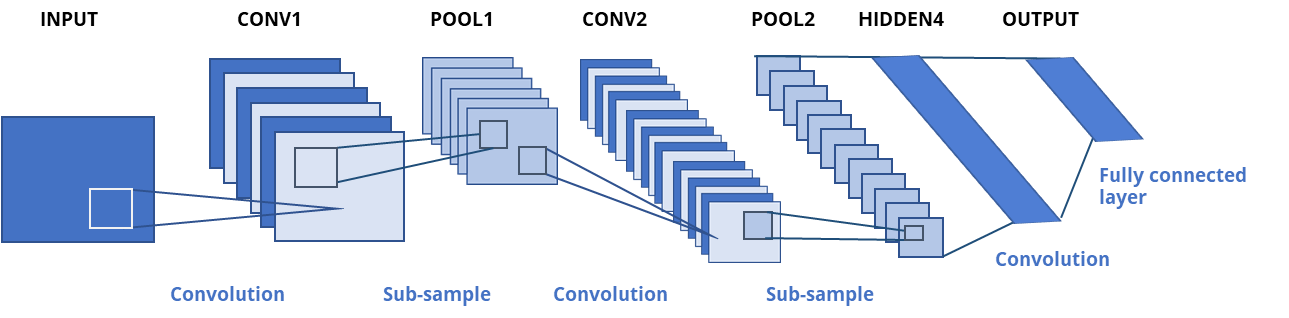 INPUT
CONV1
POOL1
CONV2
POOL2
HIDDEN4
OUTPUT
Fully connected
layer
Convolution
Convolution
Sub-sample
Convolution
Sub-sample